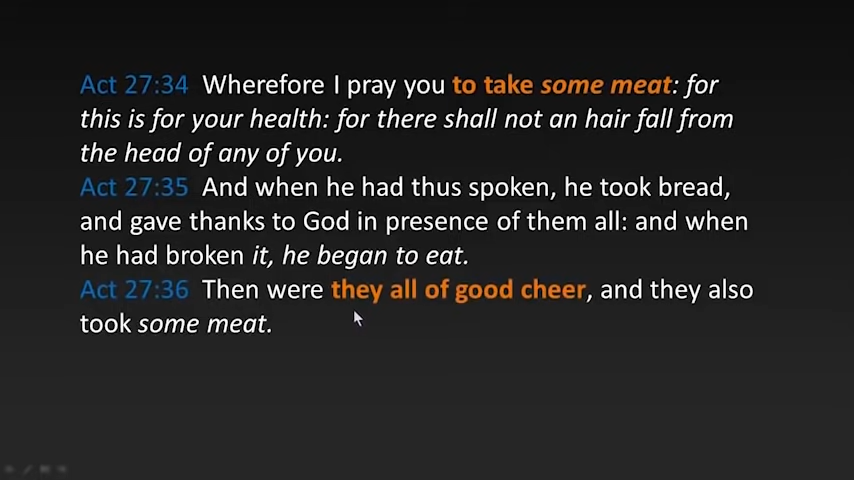 Act 27:34 Wherefore I pray you to take some meat: for
this is for your health: for there shall not an hair fall from
the head of any of you.
Act 27:35 And when he had thus spoken, he took bread,
and gave thanks to God in presence of them all: and when
he had broken it, he began to eat.
Act 27:36 Then were they all of good cheer, and they also
took some meat.